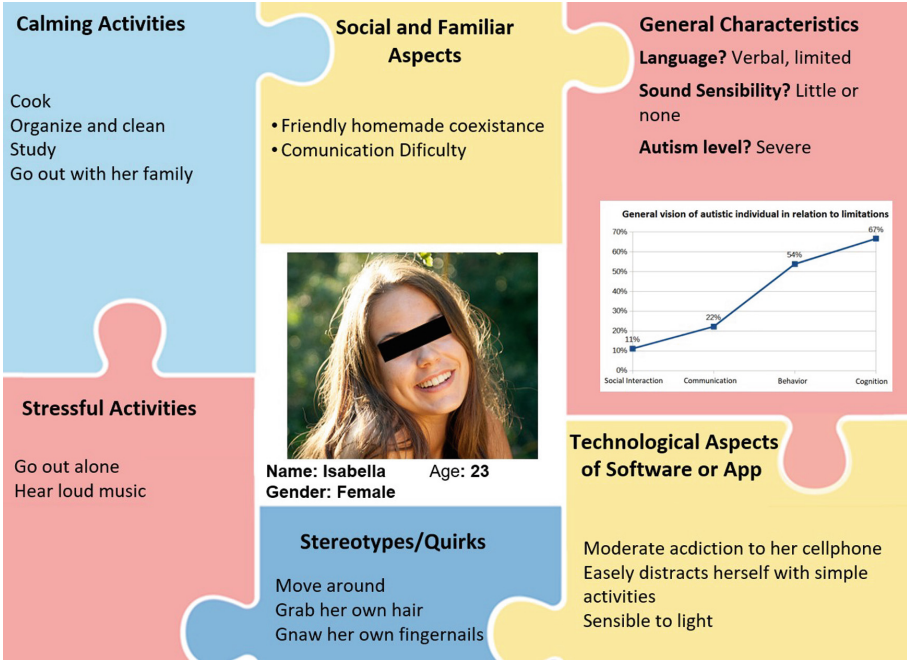 Calming Activities
Cook
Organize and clean
Study
Go out with her family
Social and Familiar
Aspects
• Friendly homemade coexistance
• Comunication Dificulty
General Characteristics
Language? Verbal, limited
Sound Sensibility? Little or
none
Autism level? Severe
General vision of autistic individual in relation to limitations
70%
60%
50%
40%
30%
20%
10%
0%
11%
22%
54%
67%
Social Interaction Communication Behavior Cognition
Stressful Activities
Go out alone
Hear loud music
Name: Isabella Age: 23
Gender: Female
Stereotypes/Quirks
Move around
Grab her own hair
Gnaw her own fingernails
Technological Aspects
of Software or App
Moderate acdiction to her cellphone
Easely distracts herself with simple
activities
Sensible to light